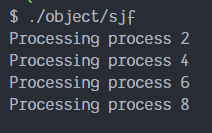 $ ./object/sjf
Processing process 2
Processing process 4
Processing process 6
Processing process 8